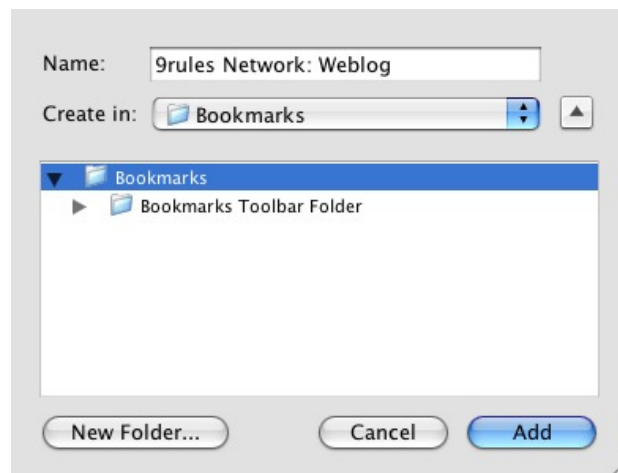 Name: 9rules Network: Weblog
Create in: Bookmarks
Bookmarks
Bookmarks Toolbar Folder
New Folder... Cancel Add